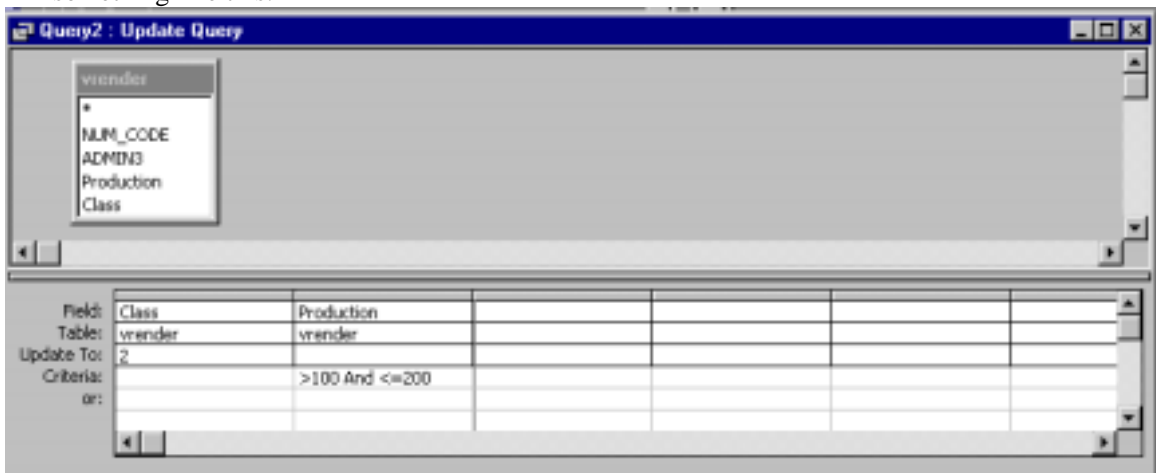 Query2 : Update Query
vrender
*
NUM_CODE
ADMIN3
Production
Class
Field: Class Production
Table: vrender vrender
Update To: 2
Criteria: >100 And <=200
or: